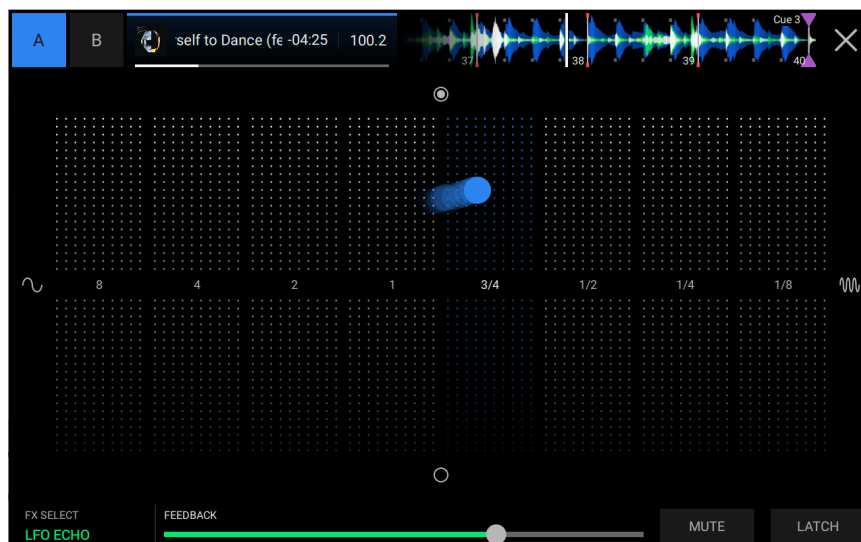 A
B
self to Dance (fe -04:25
100.2
37
38
39
40
Cue 3
8
4
2
1
3/4
1/2
1/4
1/8
FX SELECT
LFO ECHO
FEEDBACK
MUTE
LATCH